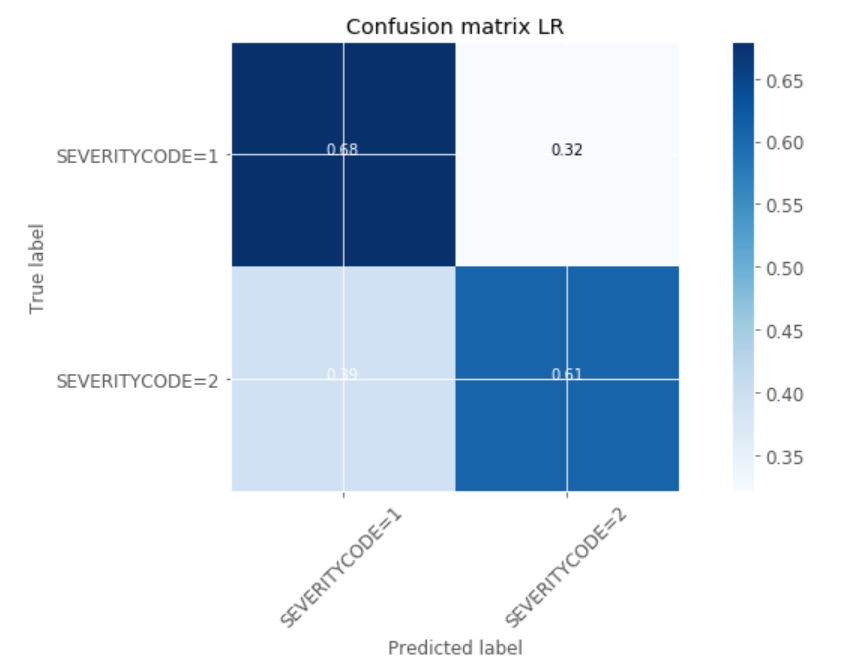 Confusion matrix LR
True label
SEVERITYCODE=1
SEVERITYCODE=2
0.68
0.32
0.39
0.61
SEVERITYCODE=1
SEVERITYCODE=2
Predicted label
0.65
0.60
0.55
0.50
0.45
0.40
0.35